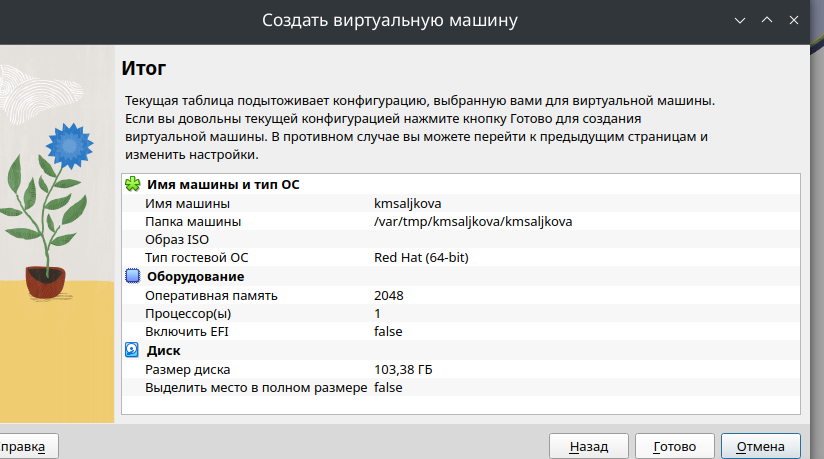 Создать виртуальную машину
Итог
Текущая таблица подытоживает конфигурацию, выбранную вами для виртуальной машины.
Если вы довольны текущей конфигурацией нажмите кнопку Готово для создания
виртуальной машины. В противном случае вы можете перейти к предыдущим страницам и
изменить настройки.
Имя машины и тип ОС
Имя машины kmsaljkova
Папка машины /var/tmp/kmsaljkova/kmsaljkova
Образ ISO
Тип гостевой ОС Red Hat (64-bit)
Оборудование
Оперативная память 2048
Процессор(ы) 1
Включить EFI false
Диск
Размер диска 103,38 ГБ
Выделить место в полном размере false
правка Назад Готово Отмена